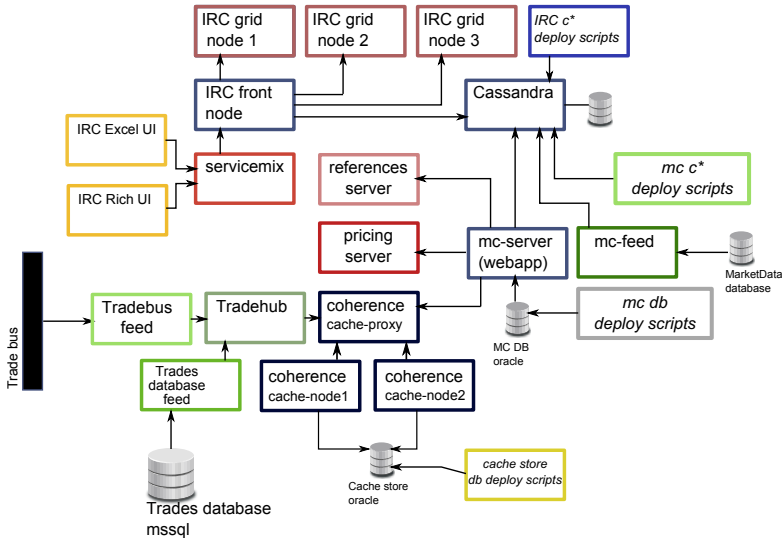 IRC grid
node 1
IRC grid
node 2
IRC grid
node 3
IRC c*
deploy scripts
IRC front
node
Cassandra
IRC Excel UI
servicemix
IRC Rich UI
references
server
mc c*
deploy scripts
pricing
server
mc-server
(webapp)
mc-feed
MarketData
database
Trade bus
Tradebus
feed
Tradehub
coherence
cache-proxy
MC DB
oracle
mc db
deploy scripts
Trades
database
feed
coherence
cache-node1
coherence
cache-node2
Cache store
oracle
cache store
db deploy scripts
Trades database
mssql